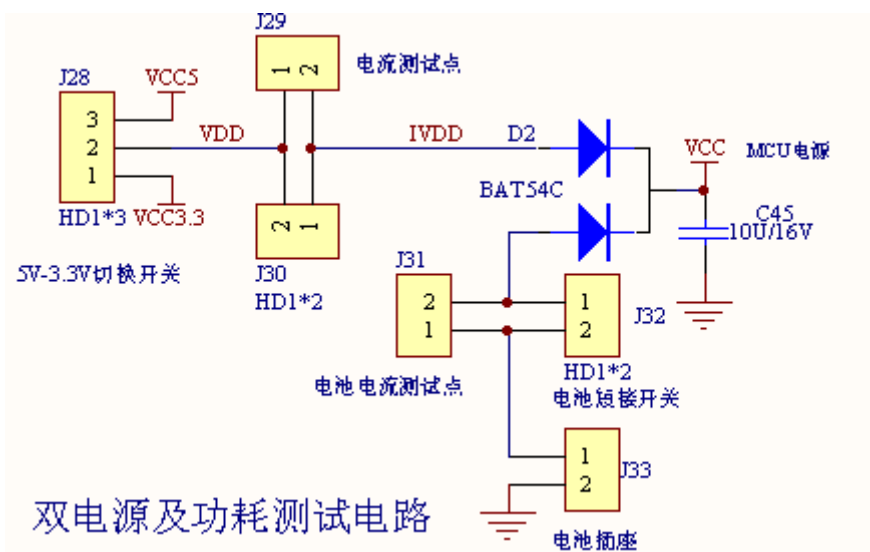 J29
1 2
电流测试点
J28
VCC5
3
2
1
VDD
IVDD
D2
VCC
MCU电源
BAT54C
HD1*3
VCC3.3
5V-3.3V切换开关
2 1
J30
HD1*2
C45
10U/16V
J31
2
1
1
2
J32
HD1*2
电池电流测试点
电池短接开关
1
2
J33
电池插座
双电源及功耗测试电路